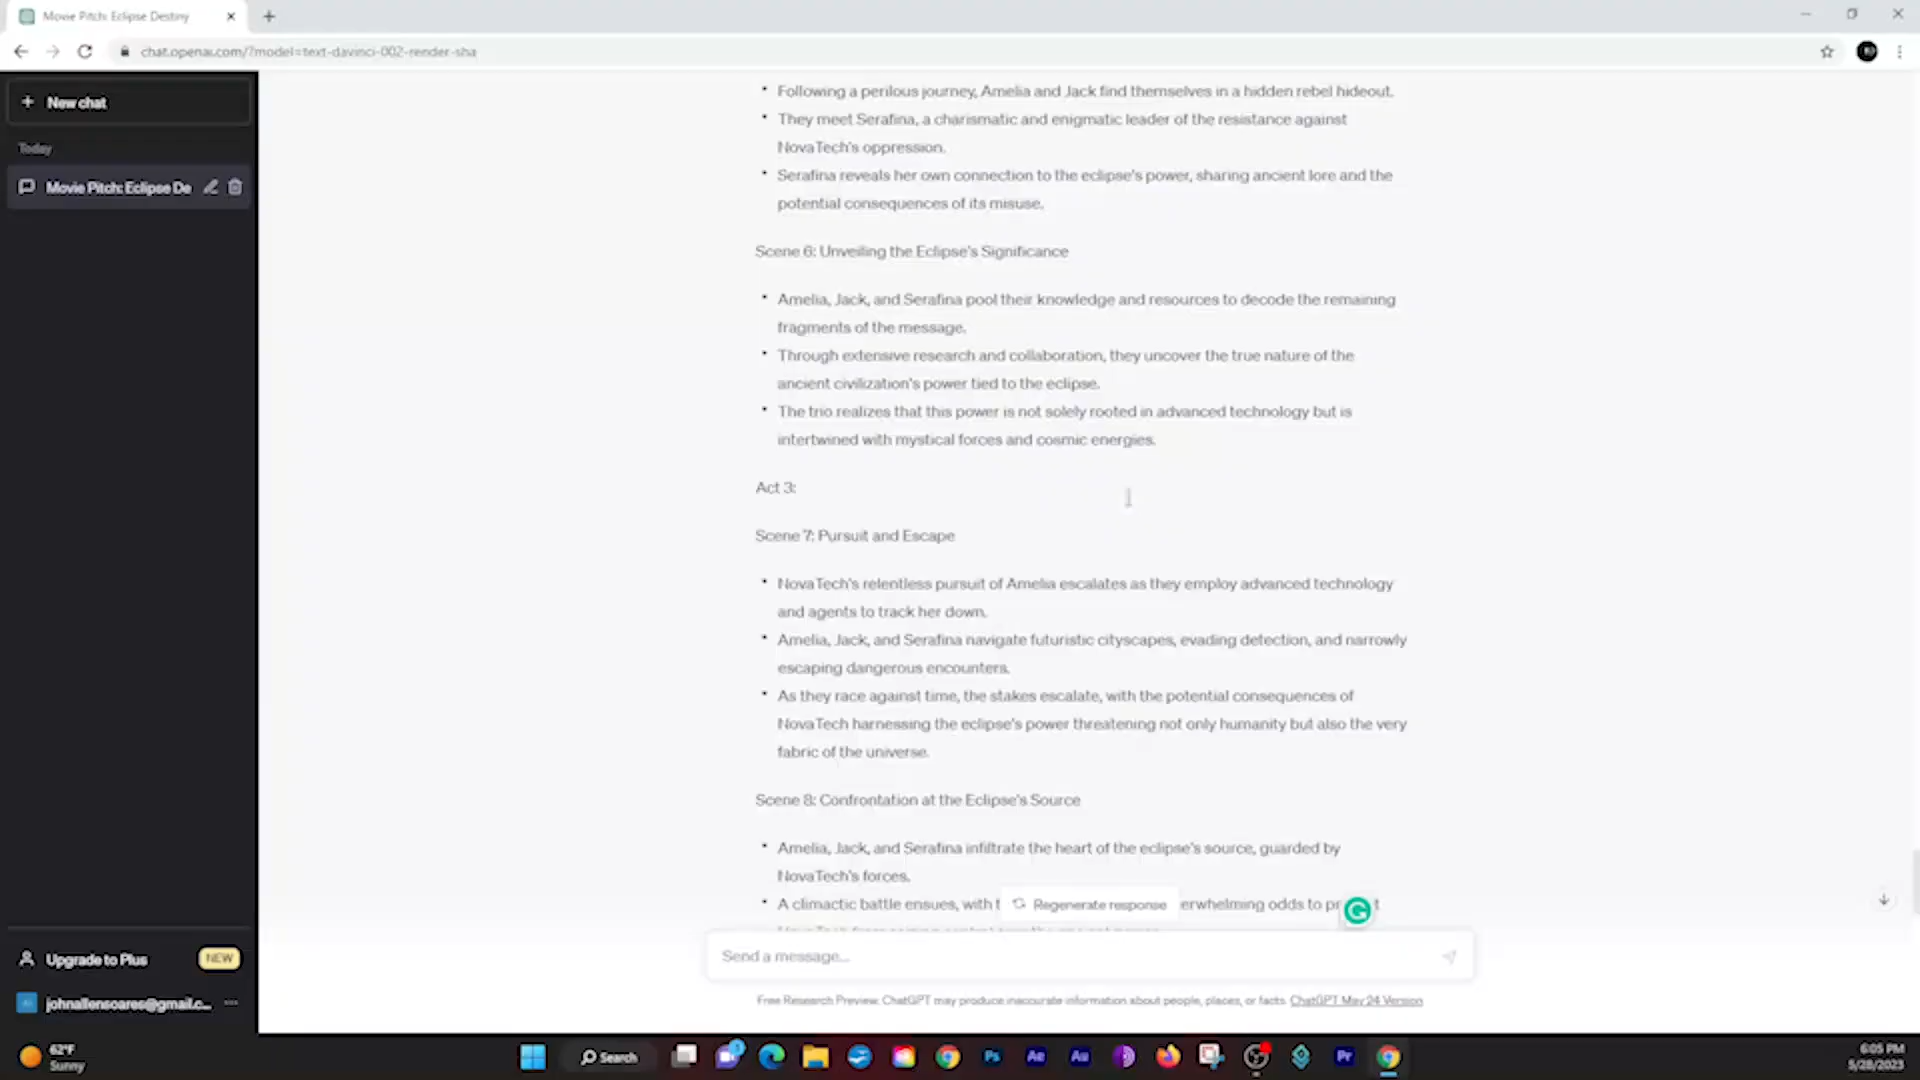 Movie Pitch: Eclipse Destiny
chat.openai.com/?model=text-davinci-002-render-sha
New chat
Today
Movie Pitch: Eclipse De
• Following a perilous journey, Amelia and Jack find themselves in a hidden rebel hideout.
• They meet Serafina, a charismatic and enigmatic leader of the resistance against
NovaTech's oppression.
• Serafina reveals her own connection to the eclipse's power, sharing ancient lore and the
potential consequences of its misuse.
Scene 6: Unveiling the Eclipse's Significance
• Amelia, Jack, and Serafina pool their knowledge and resources to decode the remaining
fragments of the message.
• Through extensive research and collaboration, they uncover the true nature of the
ancient civilization's power tied to the eclipse.
• The trio realizes that this power is not solely rooted in advanced technology but is
intertwined with mystical forces and cosmic energies.
Act 3:
Scene 7: Pursuit and Escape
• NovaTech's relentless pursuit of Amelia escalates as they employ advanced technology
and agents to track her down.
• Amelia, Jack, and Serafina navigate futuristic cityscapes, evading detection, and narrowly
escaping dangerous encounters.
• As they race against time, the stakes escalate, with the potential consequences of
NovaTech harnessing the eclipse's power threatening not only humanity but also the very
fabric of the universe.
Scene 8: Confrontation at the Eclipse's Source
• Amelia, Jack, and Serafina infiltrate the heart of the eclipse's source, guarded by
NovaTech's forces.
• A climactic battle ensues, with t
Regenerate response
erwhelming odds to pr
Send a message...
Free Research Preview. ChatGPT may produce inaccurate information about people, places, or facts. ChatGPT May 24 Version
Upgrade to Plus
NEW
johnallensoares@gmail.c...
62°F
Sunny
Search
Ps
Ae
Au
Pr
6:05 PM
5/28/2023